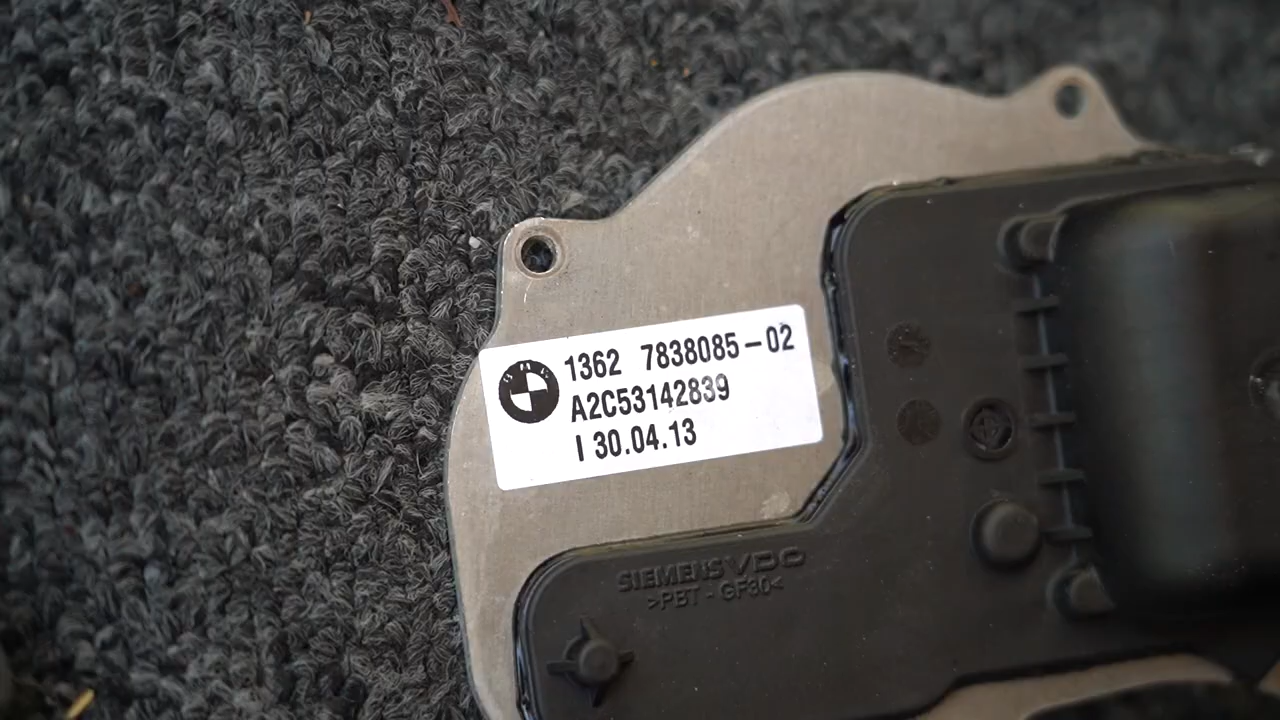 1362 7838085-02
A2C53142839
I 30.04.13
SIEMENS VDO
>PBT - GF30<